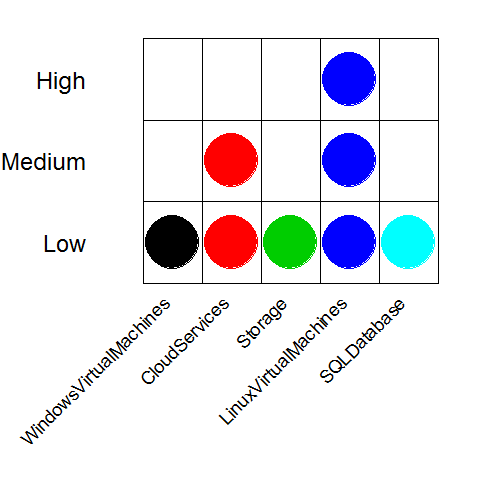 High
Medium
Low
WindowsVirtualMachines
CloudServices
Storage
LinuxVirtualMachines
SQLDatabase